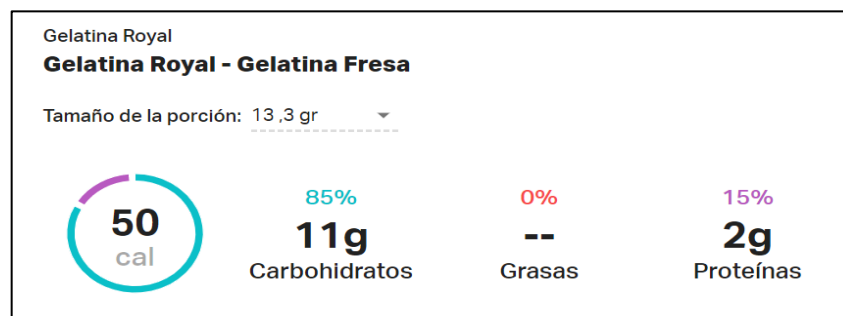 Gelatina Royal
Gelatina Royal - Gelatina Fresa
Tamaño de la porción: 13 ,3 gr
50
cal
85%
11g
Carbohidratos
0%
--
Grasas
15%
2g
Proteínas